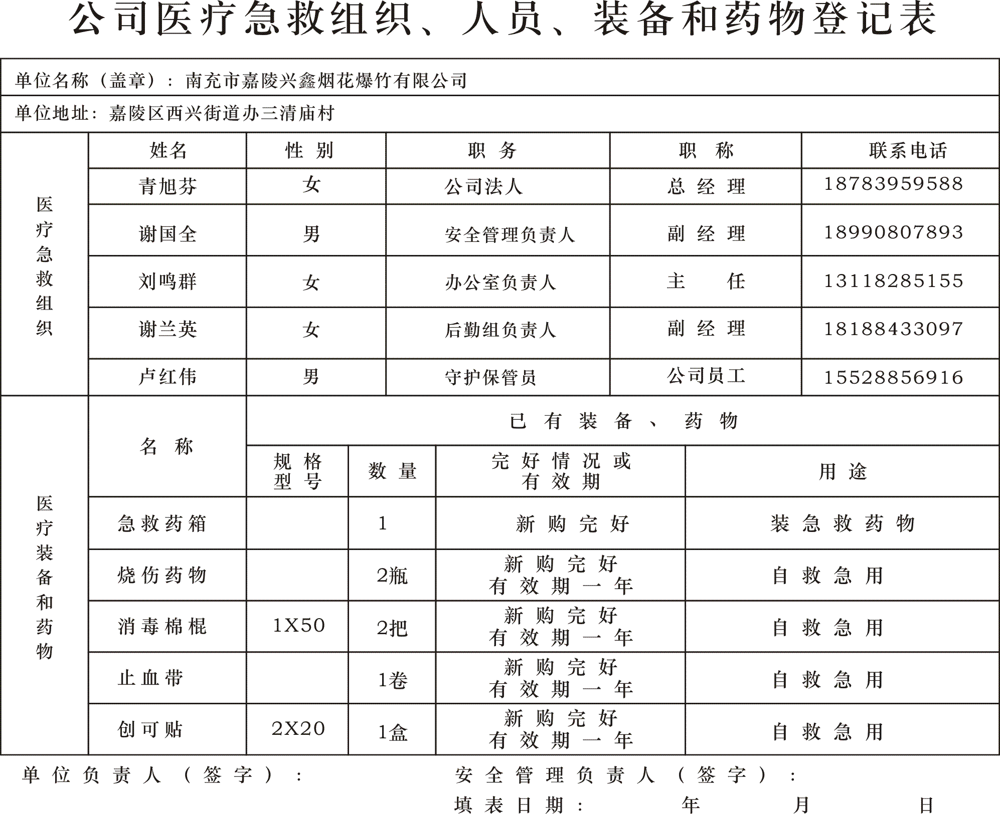 公司医疗急救组织、人员、装备和药物登记表
单位名称（盖章）：南充市嘉陵兴鑫烟花爆竹有限公司
单位地址：嘉陵区西兴街道办三清庙村
医疗急救组织
姓名 性别 职务 职称 联系电话
青旭芬 女 公司法人 总经理 18783959588
谢国全 男 安全管理负责人 副经理 18990807893
刘鸣群 女 办公室负责人 主任 13118285155
谢兰英 女 后勤组负责人 副经理 18188433097
卢红伟 男 守护保管员 公司员工 15528856916
医疗装备和药物
名称 已有装备、药物
规格型号 数量 完好情况或有效期 用途
急救药箱 1 新购完好 装急救药物
烧伤药物 2瓶 新购完好有效期一年 自救急用
消毒棉棍 1X50 2把 新购完好有效期一年 自救急用
止血带 1卷 新购完好有效期一年 自救急用
创可贴 2X20 1盒 新购完好有效期一年 自救急用
单位负责人（签字）： 安全管理负责人（签字）：
填表日期： 年 月 日